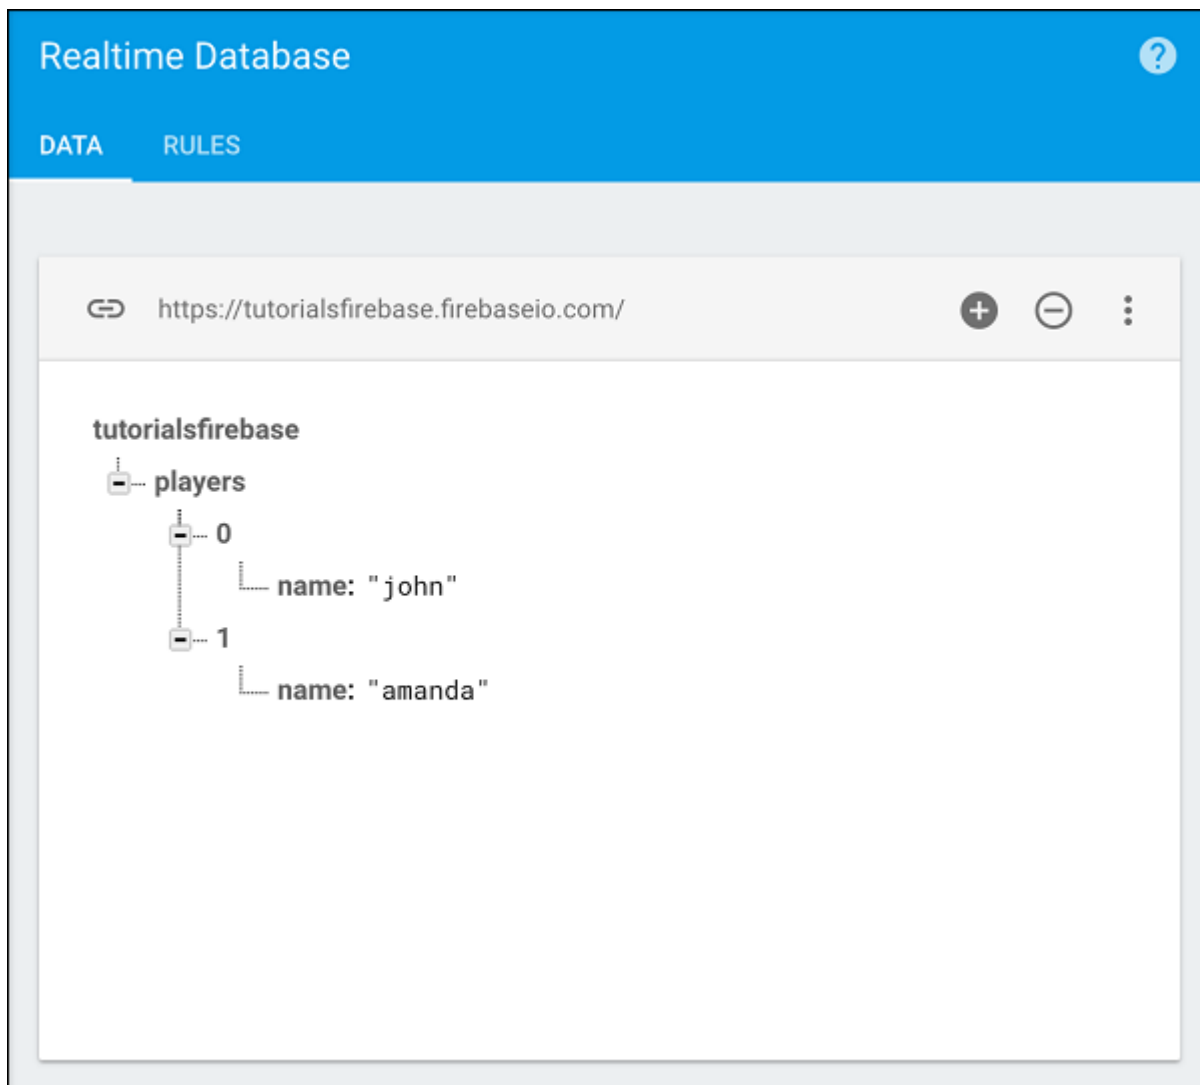 Realtime Database
DATA RULES
https://tutorialsfirebase.firebaseio.com/
tutorialsfirebase
players
0
name: "john"
1
name: "amanda"